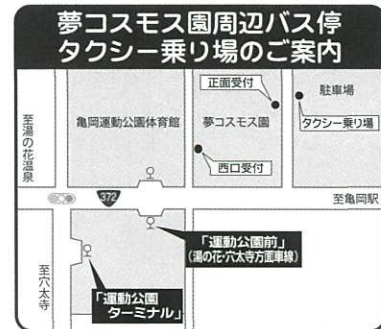 夢コスモス園周辺バス停
タクシー乗り場のご案内
正面受付
駐車場
至湯の花温泉
亀岡運動公園体育館
夢コスモス園
タクシー乗り場
西口受付
372
至亀岡駅
「運動公園前」
(湯の花・穴太寺方面車線)
至穴太寺
「運動公園
ターミナル」